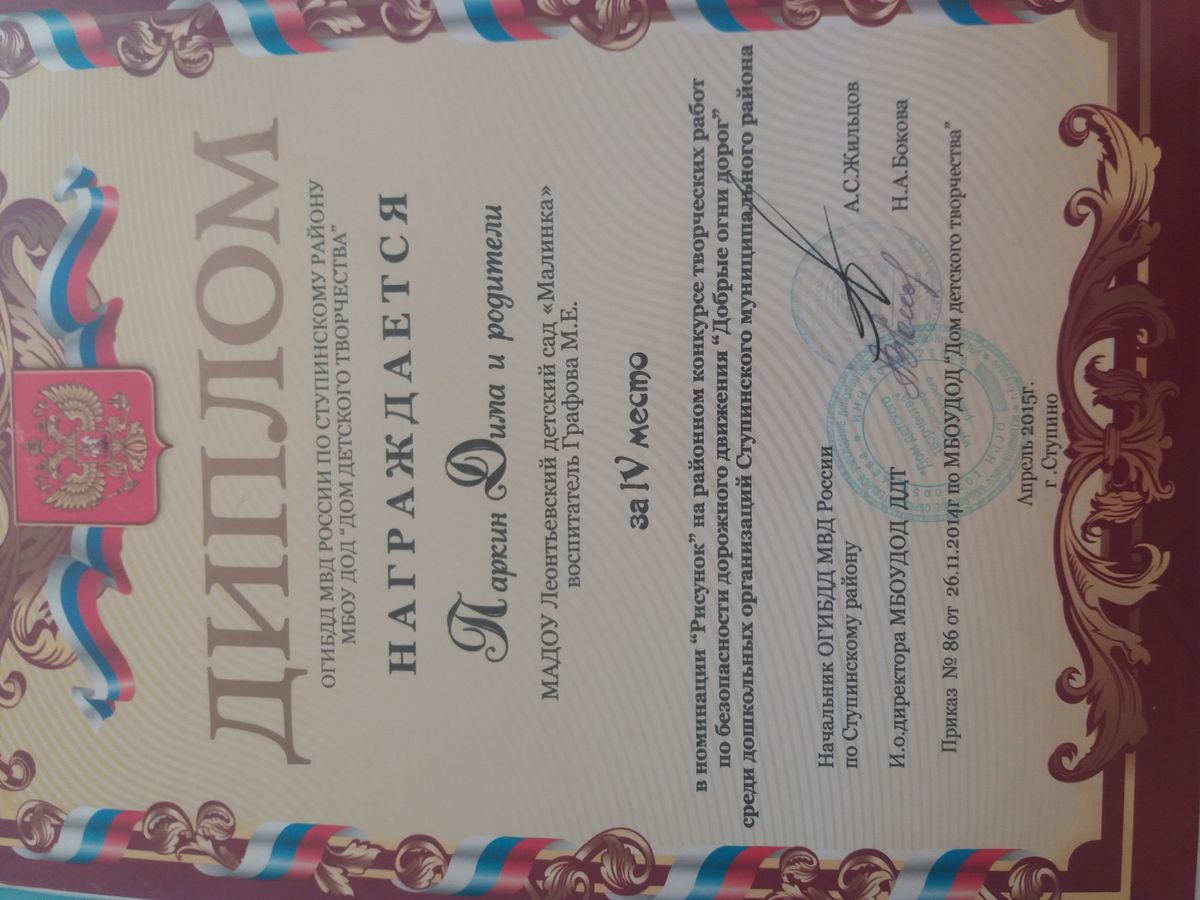 ДИПЛОМ
ОГИБДД МВД РОССИИ ПО СТУПИНСКОМУ РАЙОНУ
МБОУ ДОД “ДОМ ДЕТСКОГО ТВОРЧЕСТВА”
НАГРАЖДАЕТСЯ
Паркин Дима и родители
МАДОУ Леонтьевский детский сад «Малинка»
воспитатель Графова М.Е.
за IV место
в номинации “Рисунок” на районном конкурсе творческих работ
по безопасности дорожного движения “Добрые огни дорог”
среди дошкольных организаций Ступинского муниципального района
Начальник ОГИБДД МВД России
по Ступинскому району А.С.Жильцов
И.о.директора МБОУДОД ДДТ Н.А.Бокова
Приказ № 86 от 26.11.2014г по МБОУДОД “Дом детского творчества”
Апрель 2015г.
г.Ступино